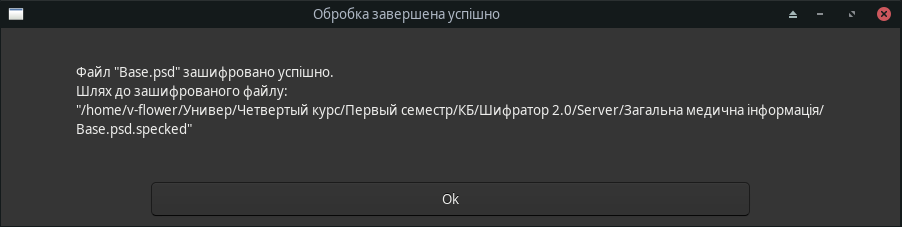 Обробка завершена успішно
Файл "Base.psd" зашифровано успішно.
Шлях до зашифрованого файлу:
"/home/v-flower/Универ/Четвертый курс/Первый семестр/КБ/Шифратор 2.0/Server/Загальна медична інформація/
Base.psd.specked"
Ok